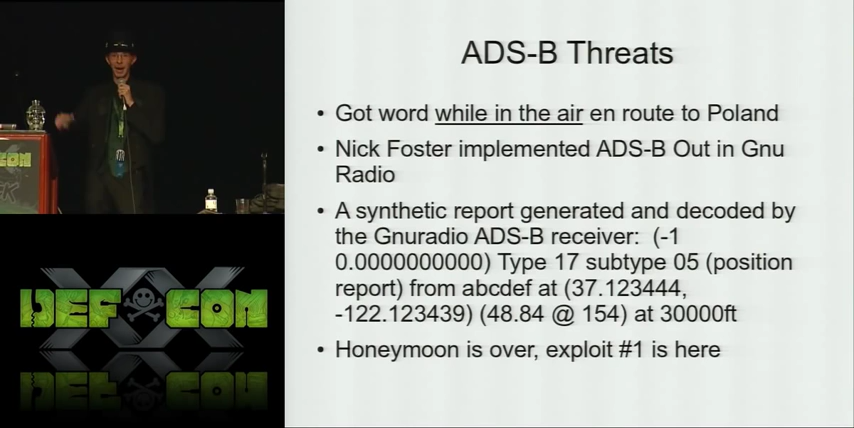 ADS-B Threats
• Got word while in the air en route to Poland
• Nick Foster implemented ADS-B Out in Gnu
Radio
• A synthetic report generated and decoded by
the Gnuradio ADS-B receiver: (-1
0.0000000000) Type 17 subtype 05 (position
report) from abcdef at (37.123444,
-122.123439) (48.84 @ 154) at 30000ft
• Honeymoon is over, exploit #1 is here
XX
DEF CON